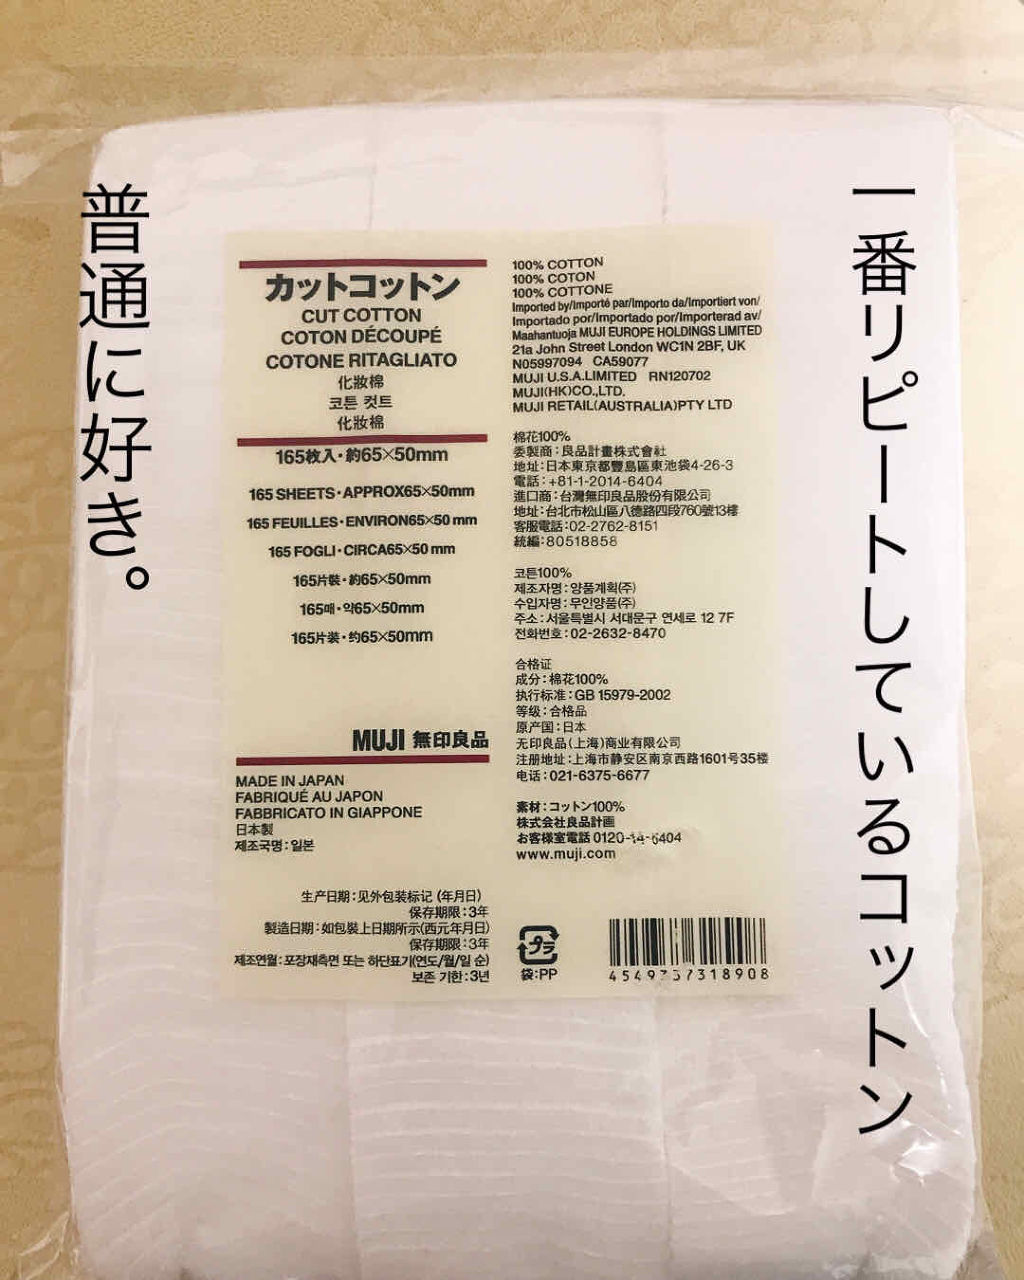 一番リピートしているコットン
普通に好き。
カットコットン
CUT COTTON
COTON DÉCOUPÉ
COTONE RITAGLIATO
化妝棉
코튼 컷트
化妝棉
165枚入・約65×50mm
165 SHEETS・APPROX65×50mm
165 FEUILLES・ENVIRON65×50 mm
165 FOGLI・CIRCA65×50 mm
165片裝・約65×50mm
165매・약65×50mm
165片装・约65×50mm
MUJI 無印良品
MADE IN JAPAN
FABRIQUÉ AU JAPON
FABBRICATO IN GIAPPONE
日本製
제조국명:일본
生产日期:见外包装标记 (年月日)
保存期限:3年
製造日期:如包裝上日期所示(西元年月日)
保存期限:3年
제조연월:포장재측면 또는 하단표기(연도/월/일 순)
보존 기한:3년
100% COTTON
100% COTON
100% COTTONE
Imported by/Importé par/Importo da/Importiert von/
Importado por/Importado por/Importerad av/
Maahantuoja MUJI EUROPE HOLDINGS LIMITED
21a John Street London WC1N 2BF, UK
N05997094 CA59077
MUJI U.S.A.LIMITED RN120702
MUJI(HK)CO.,LTD.
MUJI RETAIL(AUSTRALIA)PTY LTD
棉花100%
委製商:良品計畫株式會社
地址:日本東京都豐島區東池袋4-26-3
電話:+81-1-2014-6404
進口商:台灣無印良品股份有限公司
地址:台北市松山區八德路四段760號13樓
客服電話:02-2762-8151
統編:80518858
코튼100%
제조자명:양품계획(주)
수입자명:무인양품(주)
주소:서울특별시 서대문구 연세로 12 7F
전화번호:02-2632-8470
合格证
成分:棉花100%
执行标准:GB 15979-2002
等级:合格品
原产国:日本
无印良品(上海)商业有限公司
注册地址:上海市静安区南京西路1601号35楼
电话:021-6375-6677
素材:コットン100%
株式会社良品計画
お客様室電話 0120-14-6404
www.muji.com
プラ
袋:PP